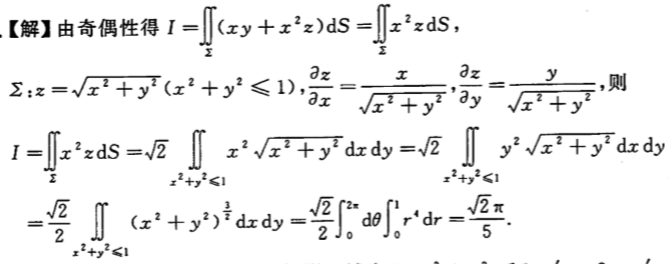 .【解】由奇偶性得 I=∬_Σ(xy+x²z)dS=∬_Σ x²z dS,
Σ:z=√(x²+y²)(x²+y²≤1),∂z/∂x=x/√(x²+y²),∂z/∂y=y/√(x²+y²),则
I=∬_Σ x²z dS=√2 ∬_{x²+y²≤1} x²√(x²+y²) dx dy=√2 ∬_{x²+y²≤1} y²√(x²+y²) dx dy
=√2/2 ∬_{x²+y²≤1} (x²+y²)^{3/2} dx dy=√2/2 ∫_0^{2π} dθ∫_0^1 r⁴ dr=√2π/5.